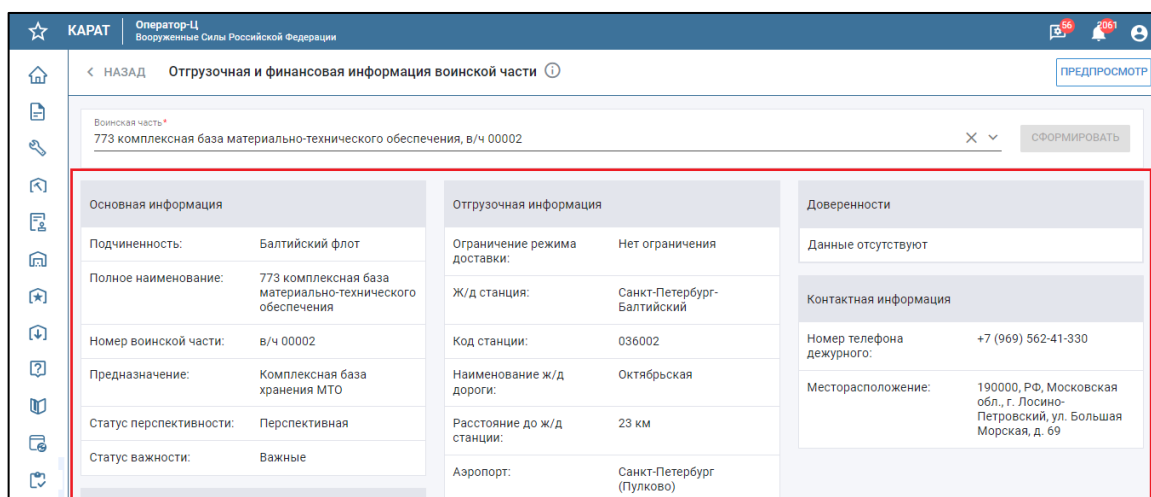 КАРАТ
Оператор-Ц
Вооруженные Силы Российской Федерации
56
2061
НАЗАД
Отгрузочная и финансовая информация воинской части
ПРЕДПРОСМОТР
Воинская часть*
773 комплексная база материально-технического обеспечения, в/ч 00002
СФОРМИРОВАТЬ
Основная информация
Подчиненность: Балтийский флот
Полное наименование: 773 комплексная база
материально-технического
обеспечения
Номер воинской части: в/ч 00002
Предназначение: Комплексная база
хранения МТО
Статус перспективности: Перспективная
Статус важности: Важные
Отгрузочная информация
Ограничение режима Нет ограничения
доставки:
Ж/д станция: Санкт-Петербург-
Балтийский
Код станции: 036002
Наименование ж/д Октябрьская
дороги:
Расстояние до ж/д 23 км
станции:
Аэропорт: Санкт-Петербург
(Пулково)
Доверенности
Данные отсутствуют
Контактная информация
Номер телефона +7 (969) 562-41-330
дежурного:
Месторасположение: 190000, РФ, Московская
обл., г. Лосино-
Петровский, ул. Большая
Морская, д. 69